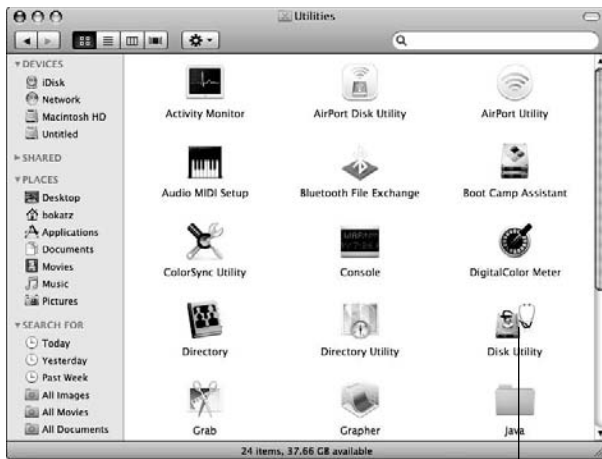 Utilities
DEVICES
iDisk
Network
Macintosh HD
Untitled
SHARED
PLACES
Desktop
bokatz
Applications
Documents
Movies
Music
Pictures
SEARCH FOR
Today
Yesterday
Past Week
All Images
All Movies
All Documents
Activity Monitor
AirPort Disk Utility
AirPort Utility
Audio MIDI Setup
Bluetooth File Exchange
Boot Camp Assistant
ColorSync Utility
Console
DigitalColor Meter
Directory
Directory Utility
Disk Utility
Grab
Grapher
Java
24 items, 37.66 GB available